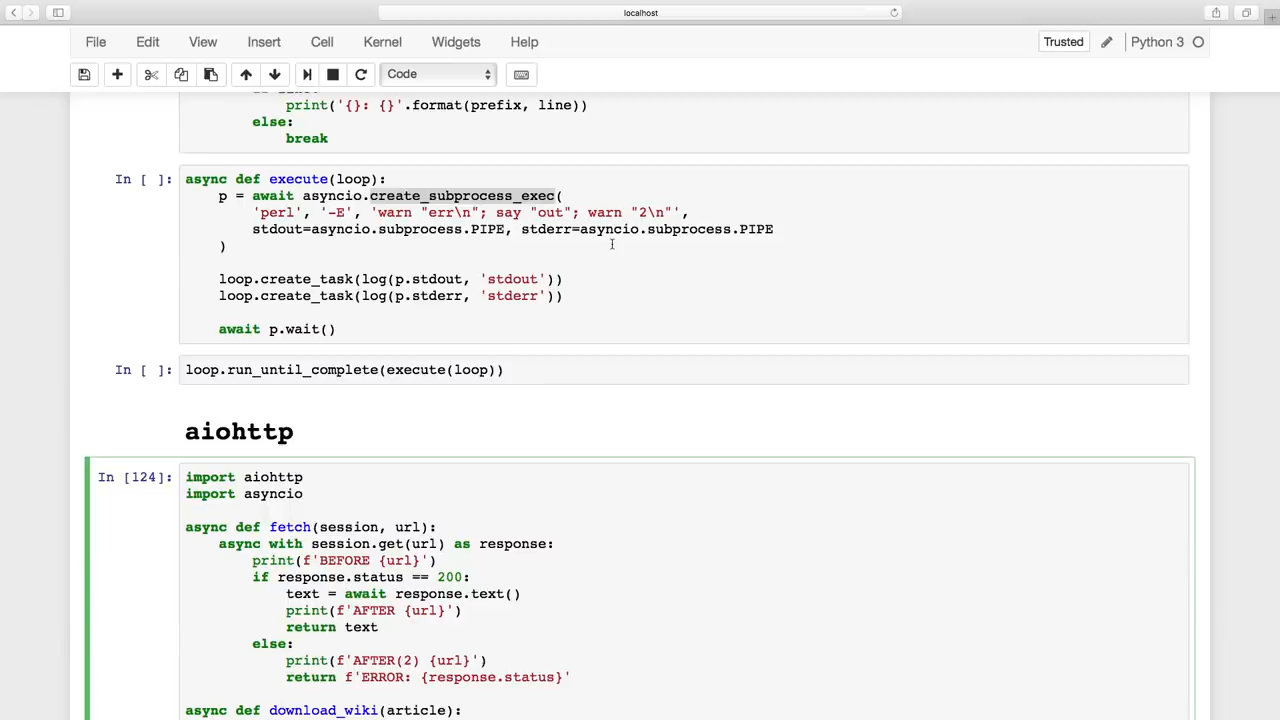 localhost
File Edit View Insert Cell Kernel Widgets Help Trusted Python 3
Code
print('{}: {}'.format(prefix, line))
else:
break
In [ ]: async def execute(loop):
p = await asyncio.create_subprocess_exec(
'perl', '-E', 'warn "err\n"; say "out"; warn "2\n"',
stdout=asyncio.subprocess.PIPE, stderr=asyncio.subprocess.PIPE
)
loop.create_task(log(p.stdout, 'stdout'))
loop.create_task(log(p.stderr, 'stderr'))
await p.wait()
In [ ]: loop.run_until_complete(execute(loop))
aiohttp
In [124]: import aiohttp
import asyncio
async def fetch(session, url):
async with session.get(url) as response:
print(f'BEFORE {url}')
if response.status == 200:
text = await response.text()
print(f'AFTER {url}')
return text
else:
print(f'AFTER(2) {url}')
return f'ERROR: {response.status}'
async def download_wiki(article):